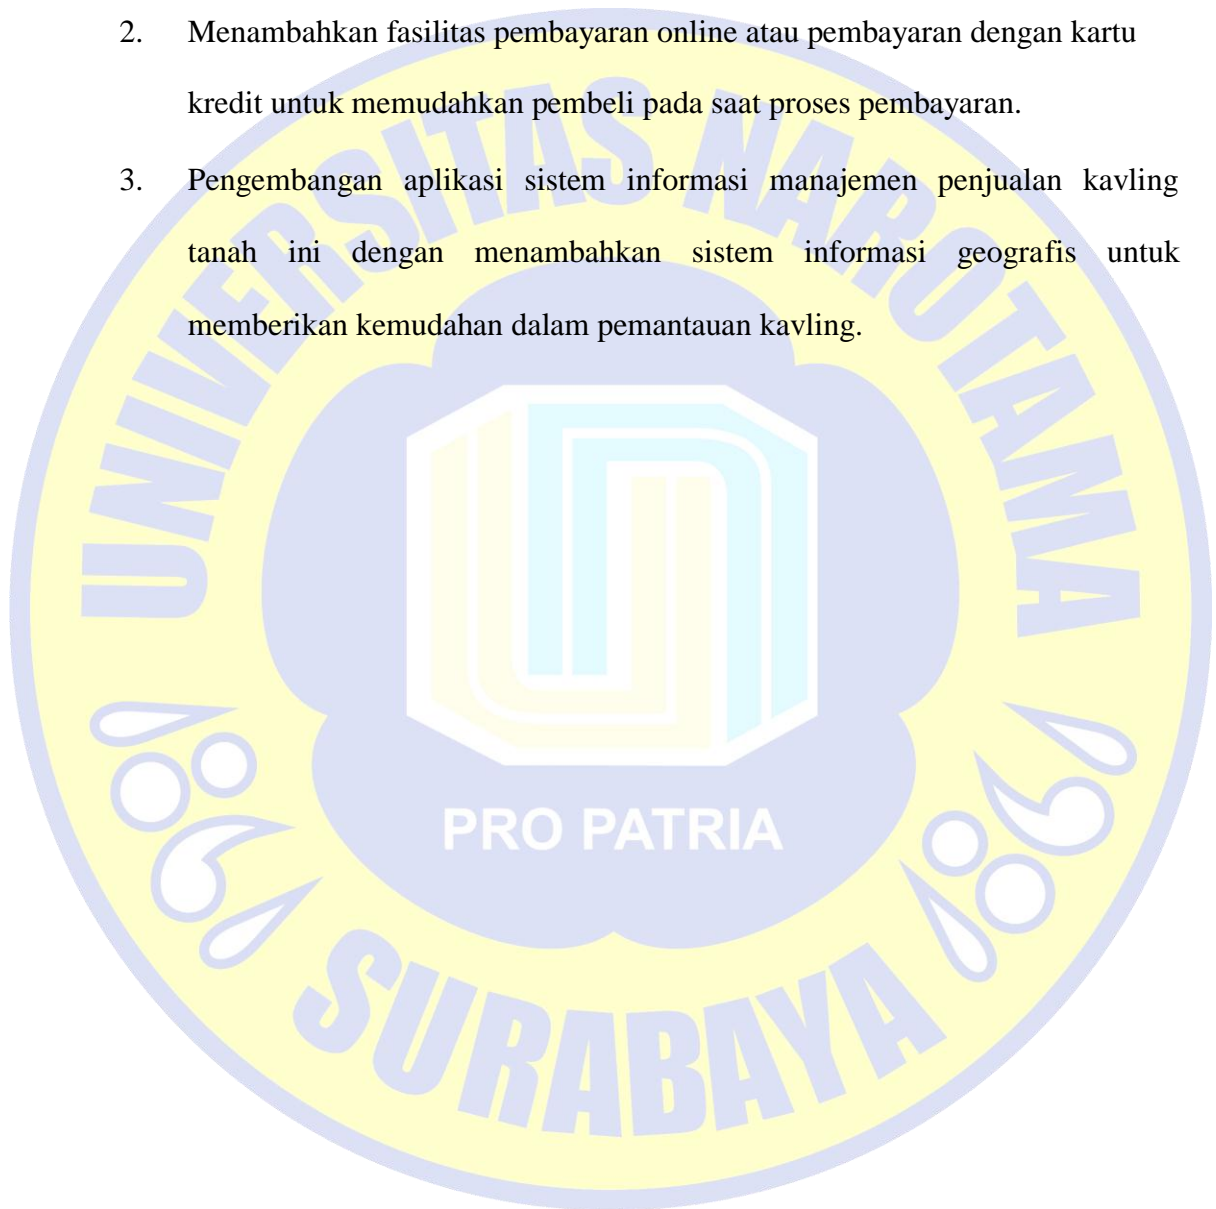 2. Menambahkan fasilitas pembayaran online atau pembayaran dengan kartu
kredit untuk memudahkan pembeli pada saat proses pembayaran.
3. Pengembangan aplikasi sistem informasi manajemen penjualan kavling
tanah ini dengan menambahkan sistem informasi geografis untuk
memberikan kemudahan dalam pemantauan kavling.
UNIVERSITAS NAROTAMA
PRO PATRIA
SURABAYA